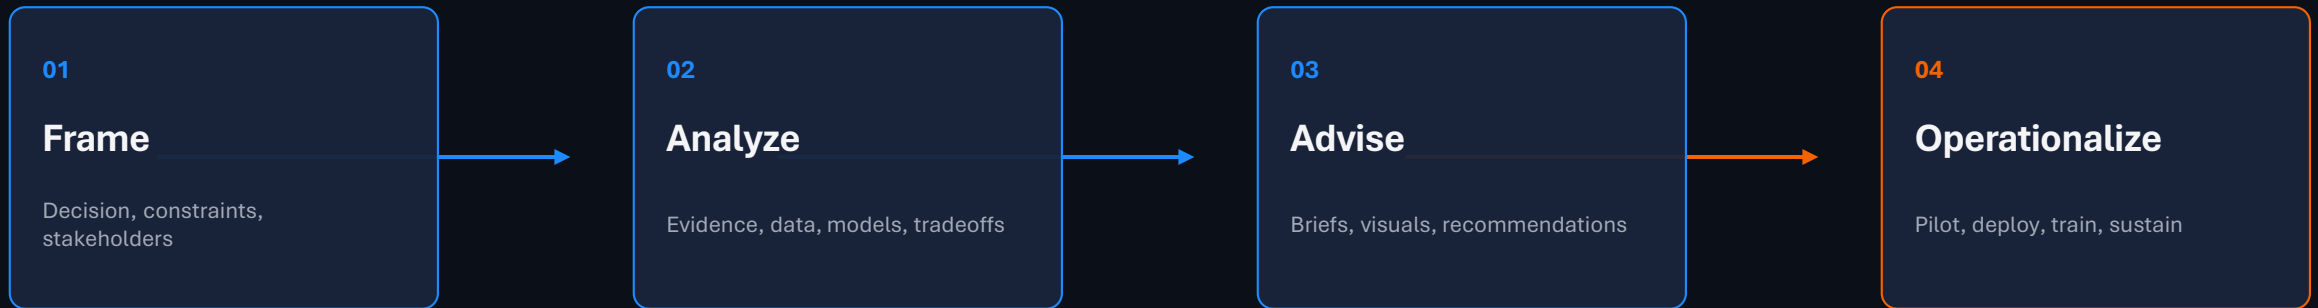 01
Frame
Decision, constraints,
stakeholders
02
Analyze
Evidence, data, models, tradeoffs
03
Advise
Briefs, visuals, recommendations
04
Operationalize
Pilot, deploy, train, sustain